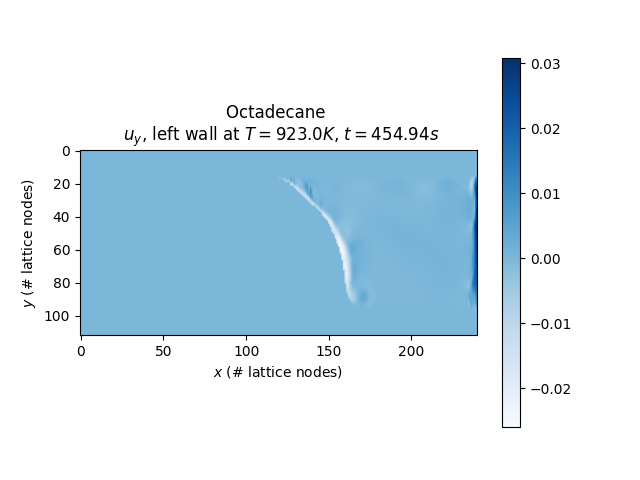 Octadecane
u_y, left wall at T = 923.0K, t = 454.94s
0
20
40
60
80
100
y (# lattice nodes)
0 50 100 150 200
x (# lattice nodes)
0.03
0.02
0.01
0.00
−0.01
−0.02